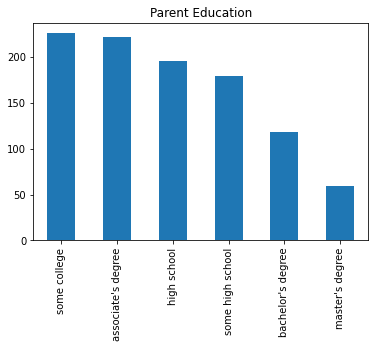 Parent Education
200
150
100
50
0
some college
associate's degree
high school
some high school
bachelor's degree
master's degree